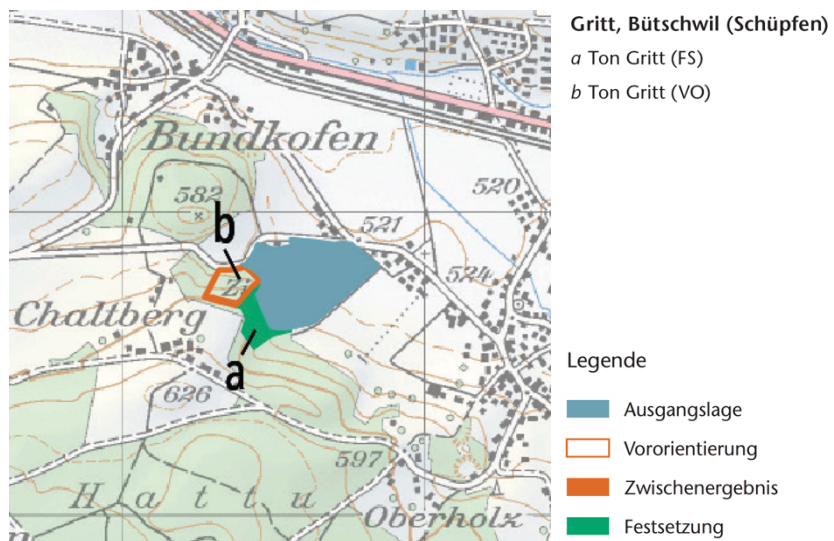 Gritt, Bütschwil (Schüpfen)
a Ton Gritt (FS)
b Ton Gritt (VO)
Bundkofen
582
520
521
b
524
Chaltberg
a
626
597
Hattu
Oberholz
Legende
Ausgangslage
Vororientierung
Zwischenergebnis
Festsetzung